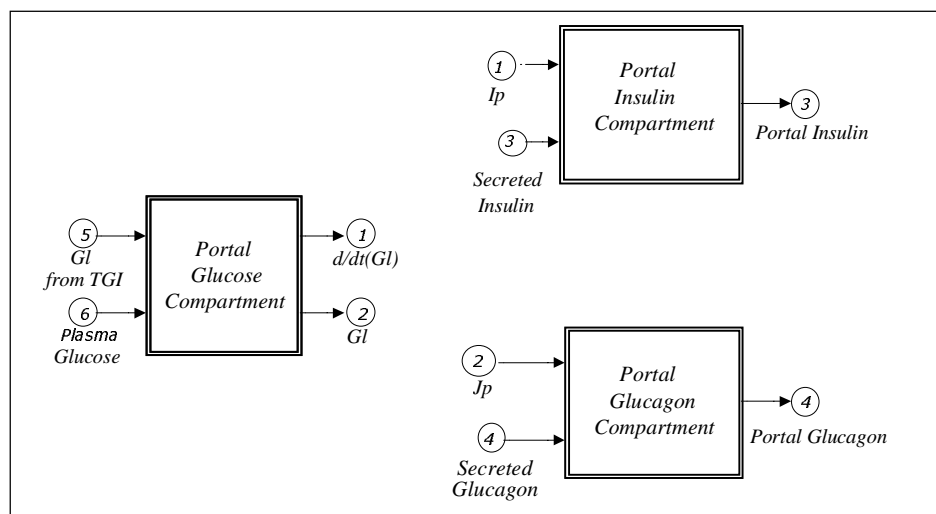 1
Ip
3
Secreted
Insulin
Portal
Insulin
Compartment
3
Portal Insulin
5
Gl
from TGI
6
Plasma
Glucose
Portal
Glucose
Compartment
1
d/dt(Gl)
2
Gl
2
Jp
4
Secreted
Glucagon
Portal
Glucagon
Compartment
4
Portal Glucagon